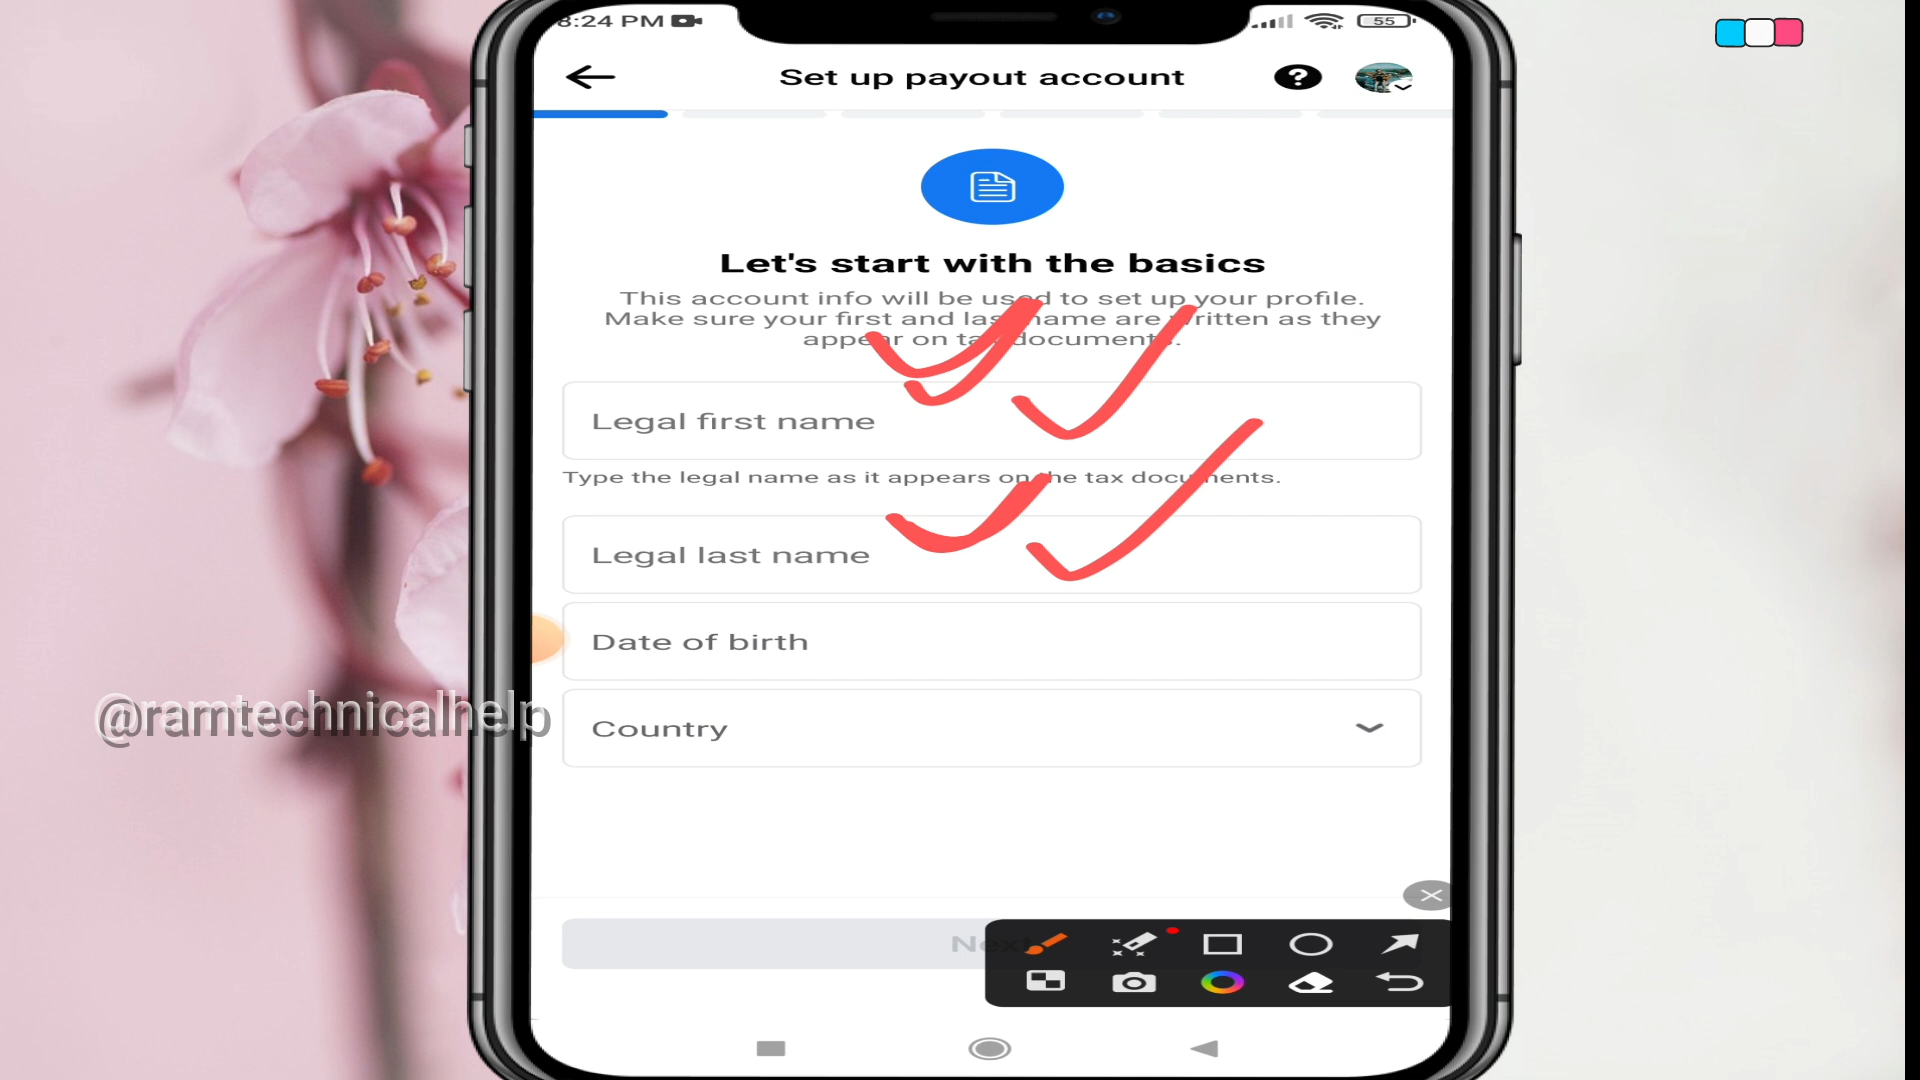 8:24 PM
55
Set up payout account
Let's start with the basics
This account info will be used to set up your profile.
Make sure your first and last name are written as they
appear on tax documents.
Legal first name
Type the legal name as it appears on the tax documents.
Legal last name
Date of birth
@ramtechnicalhelp
Country
Next